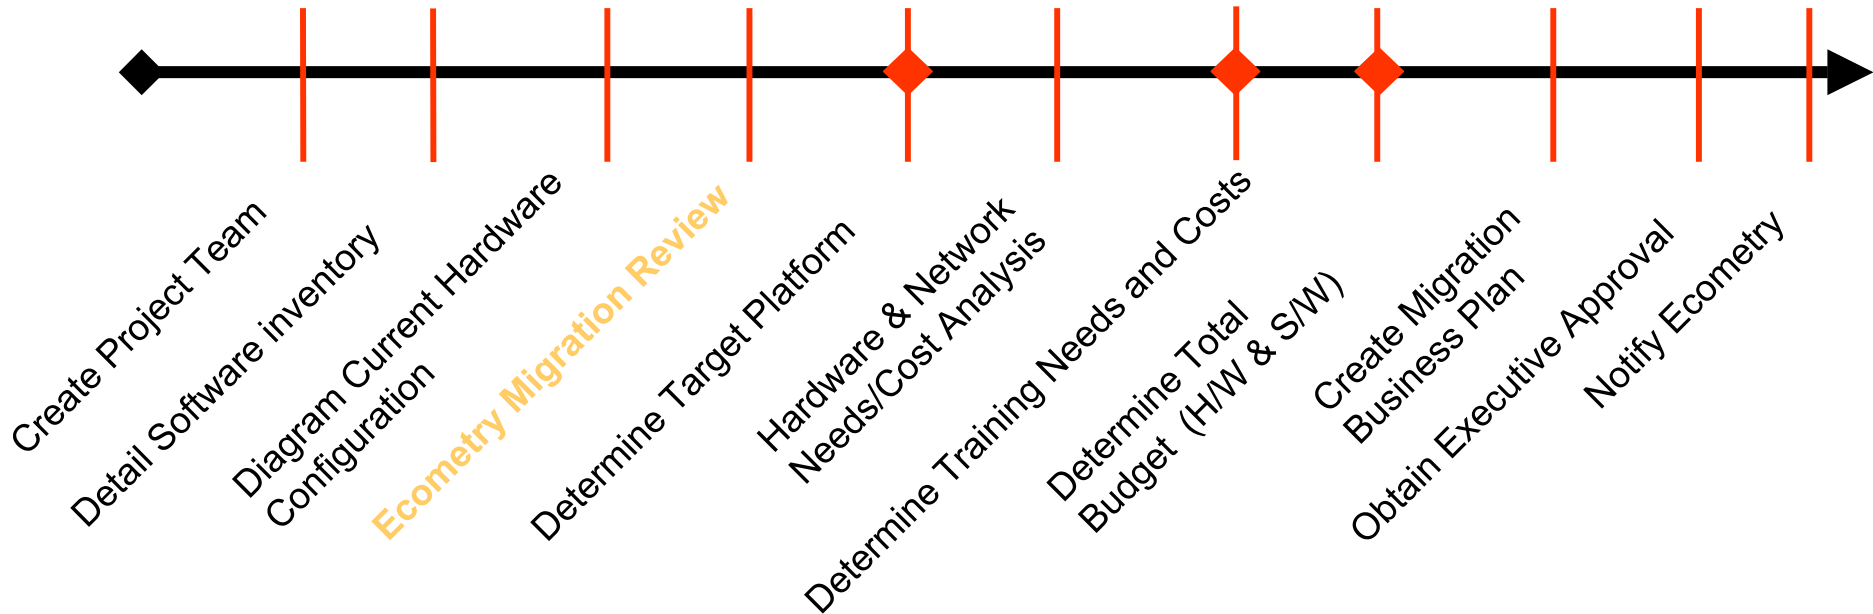 Create Project Team
Detail Software inventory
Diagram Current Hardware
Configuration
Ecometry Migration Review
Determine Target Platform
Hardware & Network
Needs/Cost Analysis
Determine Training Needs and Costs
Determine Total
Budget (H/W & S/W)
Create Migration
Business Plan
Obtain Executive Approval
Notify Ecometry